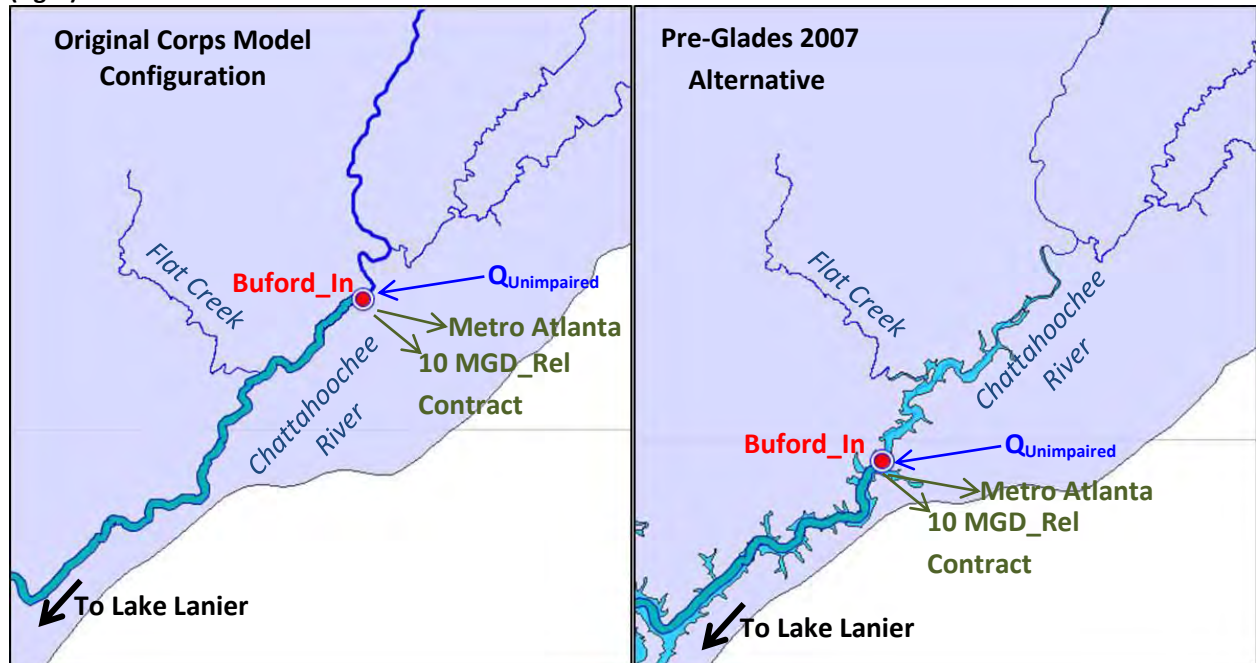 Original Corps Model
Configuration
Flat Creek
Buford_In
QUnimpaired
Metro Atlanta
10 MGD_Rel
Contract
Chattahoochee
River
To Lake Lanier
Pre-Glades 2007
Alternative
Flat Creek
Chattahoochee
River
Buford_In
QUnimpaired
Metro Atlanta
10 MGD_Rel
Contract
To Lake Lanier